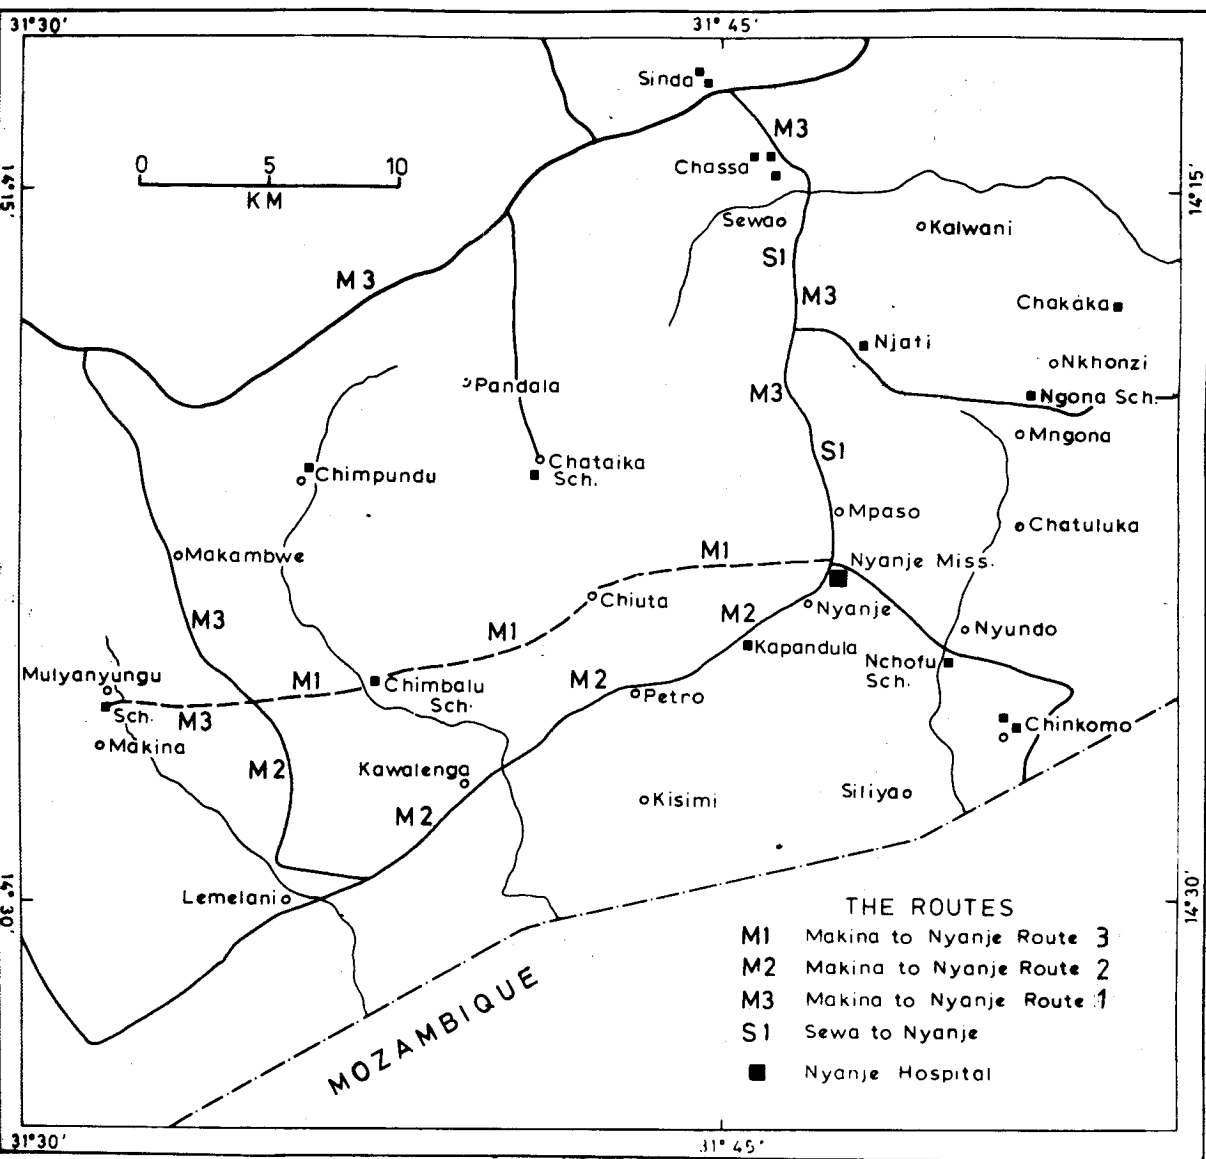 31° 30'
31° 45'
Sinda
M3
0 5 10
KM
Chassa
14° 15'
14° 15'
Sewa
Kalwani
S1
M3
M3
Chakaka
Njati
Nkhonzi
Pandala
M3
Ngona Sch.
Mngona
S1
Chataika
Sch.
Chimpundu
Mpaso
Chatuluka
Makambwe
M1
Nyanje Miss.
Chiuta
Nyanje
M3
M1
M2
Nyundo
Kapandula
Nchofu
Sch.
Mulyanyungu
M1
Chimbalu
Sch.
M2
Petro
Sch.
M3
Chinkomo
Makina
M2
Kawalenga
Kisimi
Siliya
M2
Lemelani
14° 30'
14° 30'
THE ROUTES
M1 Makina to Nyanje Route 3
M2 Makina to Nyanje Route 2
M3 Makina to Nyanje Route 1
S1 Sewa to Nyanje
Nyanje Hospital
MOZAMBIQUE
31° 30'
31° 45'